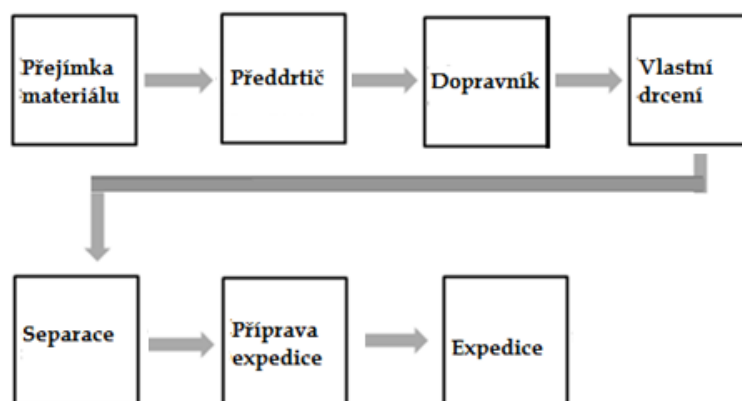 Přejímka
materiálu
Předdrtič
Dopravník
Vlastní
drcení
Separace
Příprava
expedice
Expedice